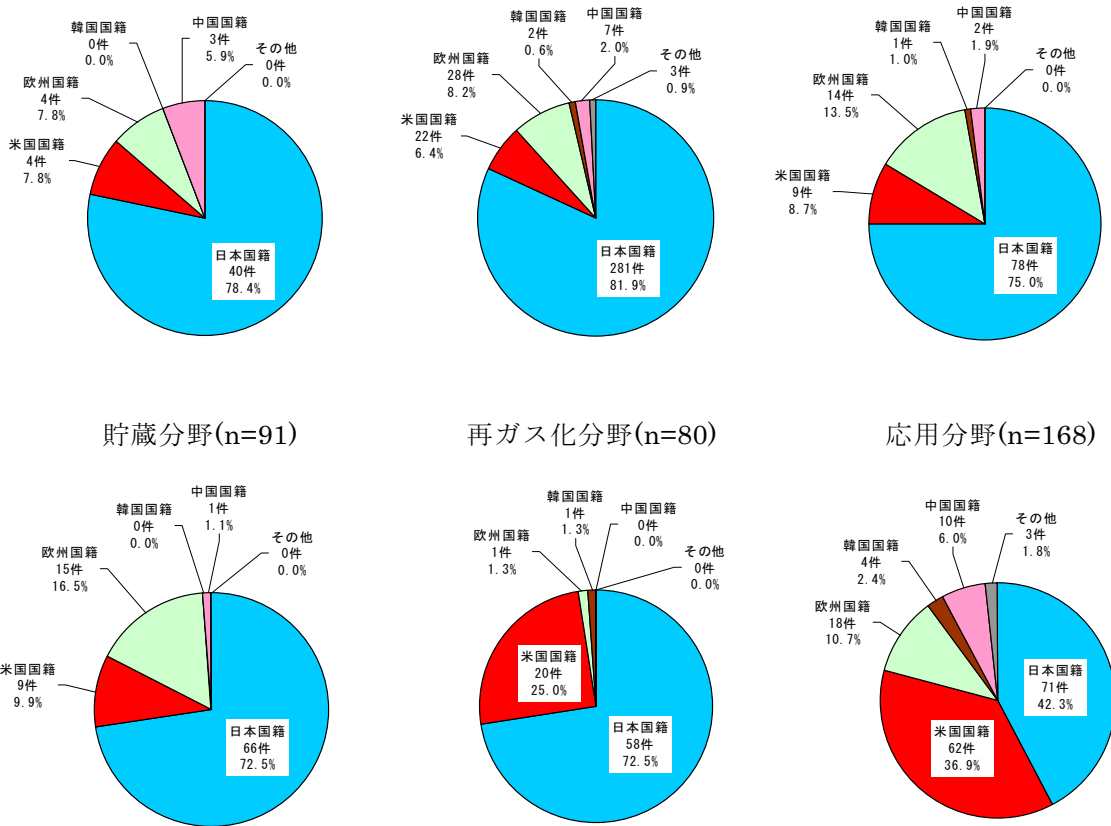 韓国国籍
0件
0.0%
中国国籍
3件
5.9%
その他
0件
0.0%
欧州国籍
4件
7.8%
米国国籍
4件
7.8%
日本国籍
40件
78.4%
韓国国籍
2件
0.6%
中国国籍
7件
2.0%
その他
3件
0.9%
欧州国籍
28件
8.2%
米国国籍
22件
6.4%
日本国籍
281件
81.9%
韓国国籍
1件
1.0%
中国国籍
2件
1.9%
その他
0件
0.0%
欧州国籍
14件
13.5%
米国国籍
9件
8.7%
日本国籍
78件
75.0%
貯蔵分野(n=91)
韓国国籍
0件
0.0%
中国国籍
1件
1.1%
その他
0件
0.0%
欧州国籍
15件
16.5%
米国国籍
9件
9.9%
日本国籍
66件
72.5%
再ガス化分野(n=80)
韓国国籍
1件
1.3%
中国国籍
0件
0.0%
その他
0件
0.0%
欧州国籍
1件
1.3%
米国国籍
20件
25.0%
日本国籍
58件
72.5%
応用分野(n=168)
中国国籍
10件
6.0%
その他
3件
1.8%
韓国国籍
4件
2.4%
欧州国籍
18件
10.7%
日本国籍
71件
42.3%
米国国籍
62件
36.9%